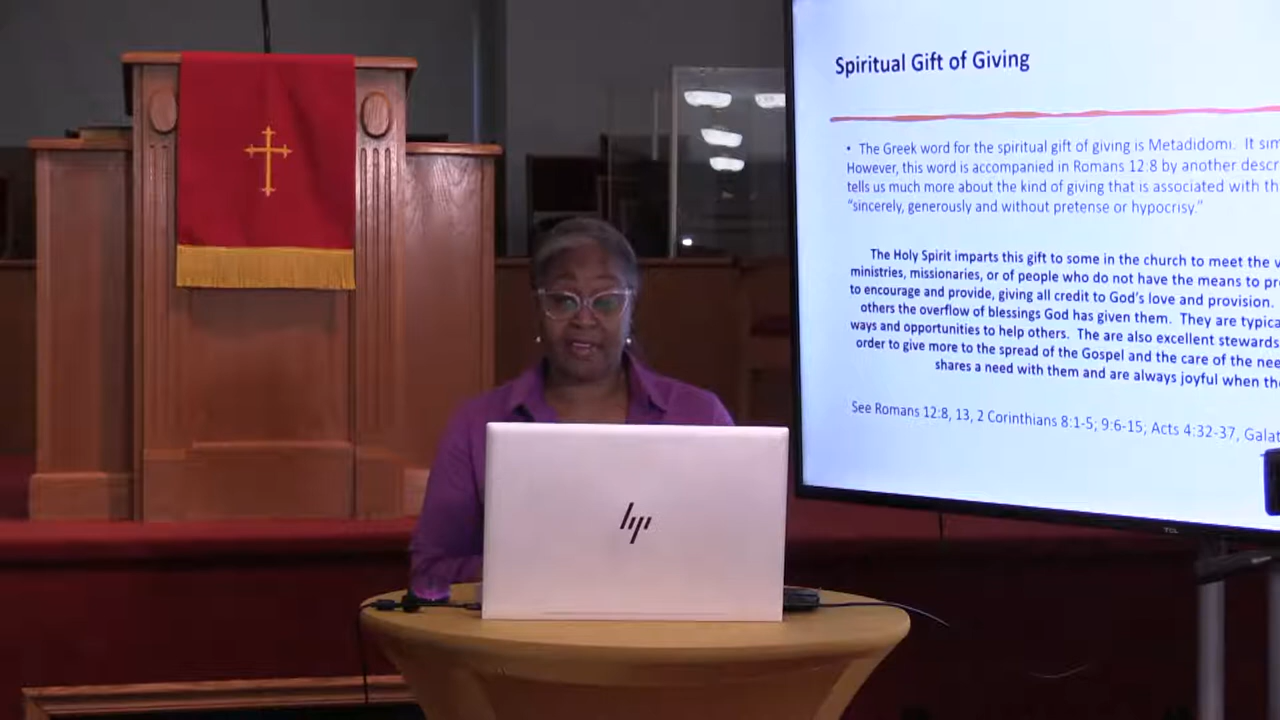 Spiritual Gift of Giving
• The Greek word for the spiritual gift of giving is Metadidomi. It sim
However, this word is accompanied in Romans 12:8 by another descr
tells us much more about the kind of giving that is associated with th
“sincerely, generously and without pretense or hypocrisy.”
The Holy Spirit imparts this gift to some in the church to meet the v
ministries, missionaries, or of people who do not have the means to pr
to encourage and provide, giving all credit to God’s love and provision.
others the overflow of blessings God has given them. They are typica
ways and opportunities to help others. The are also excellent stewards
order to give more to the spread of the Gospel and the care of the nee
shares a need with them and are always joyful when the
See Romans 12:8, 13, 2 Corinthians 8:1-5; 9:6-15; Acts 4:32-37, Galat
hp
TCL